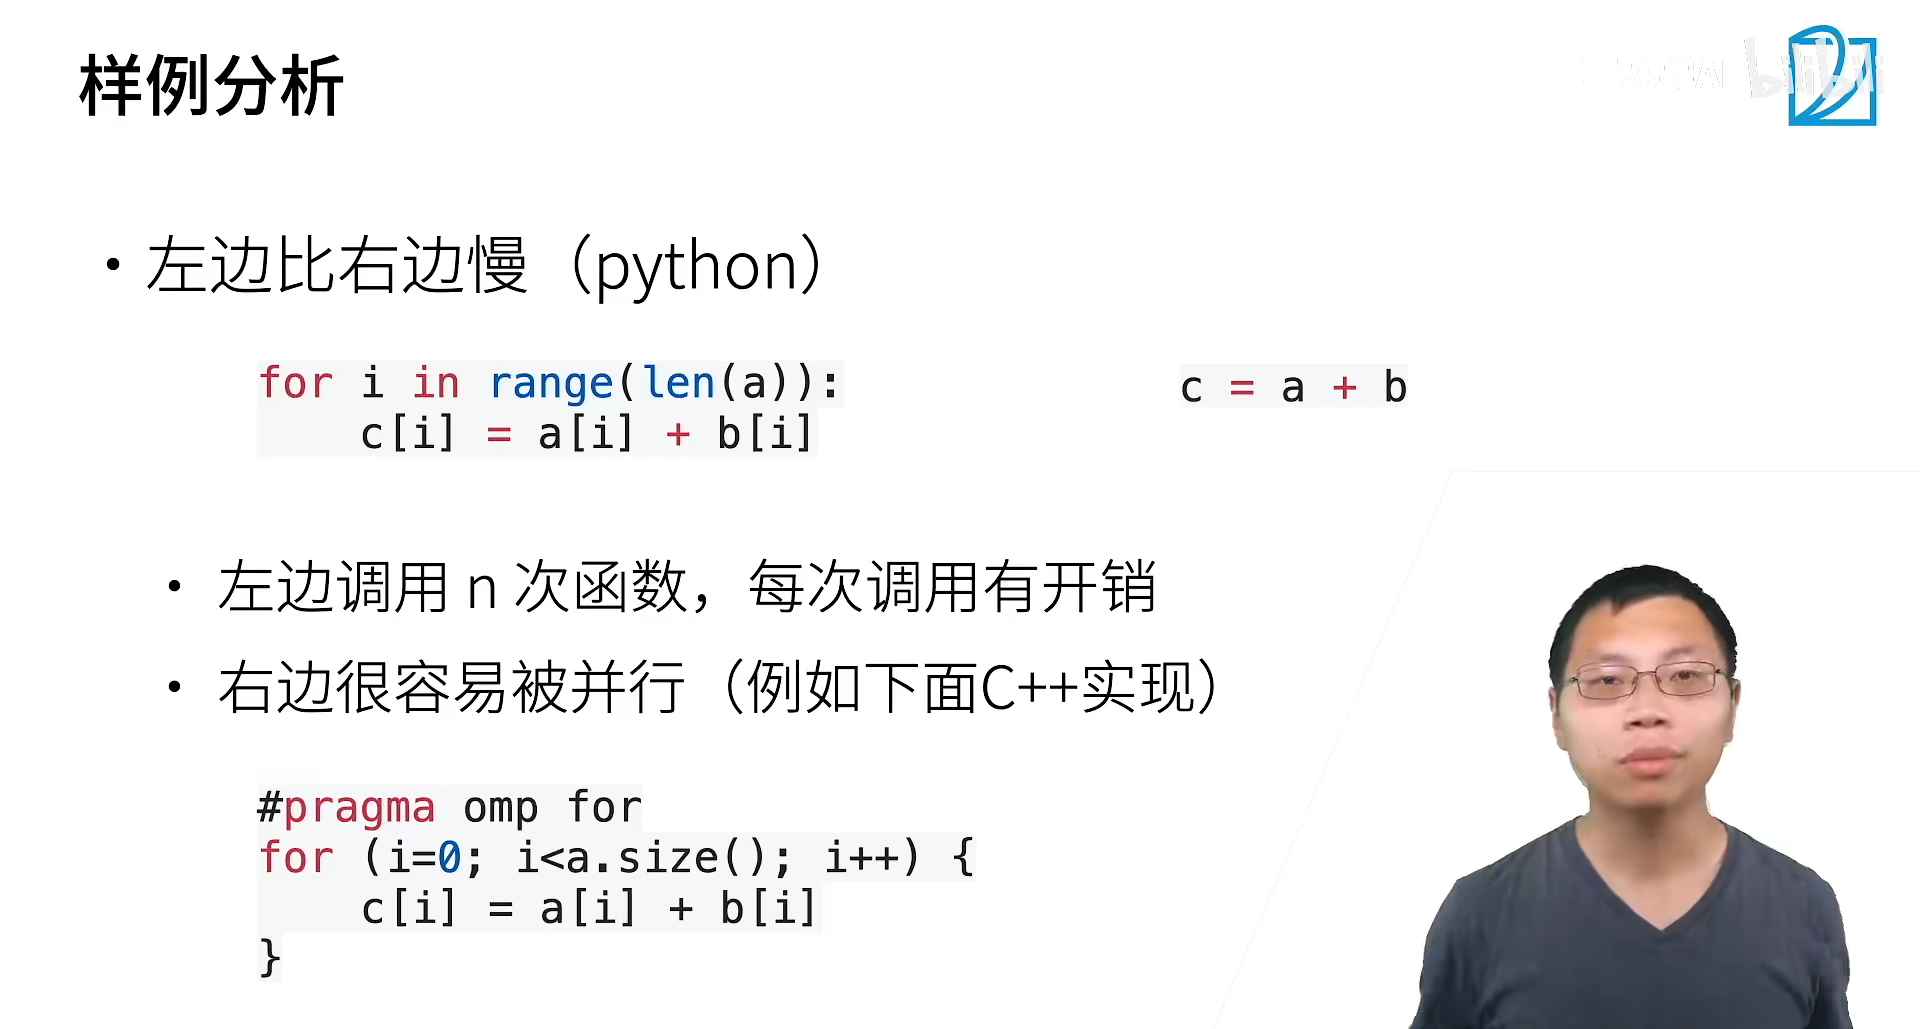 样例分析
bilibili
• 左边比右边慢（python）
for i in range(len(a)):
    c[i] = a[i] + b[i]
c = a + b
• 左边调用 n 次函数，每次调用有开销
• 右边很容易被并行（例如下面C++实现）
#pragma omp for
for (i=0; i<a.size(); i++) {
    c[i] = a[i] + b[i]
}